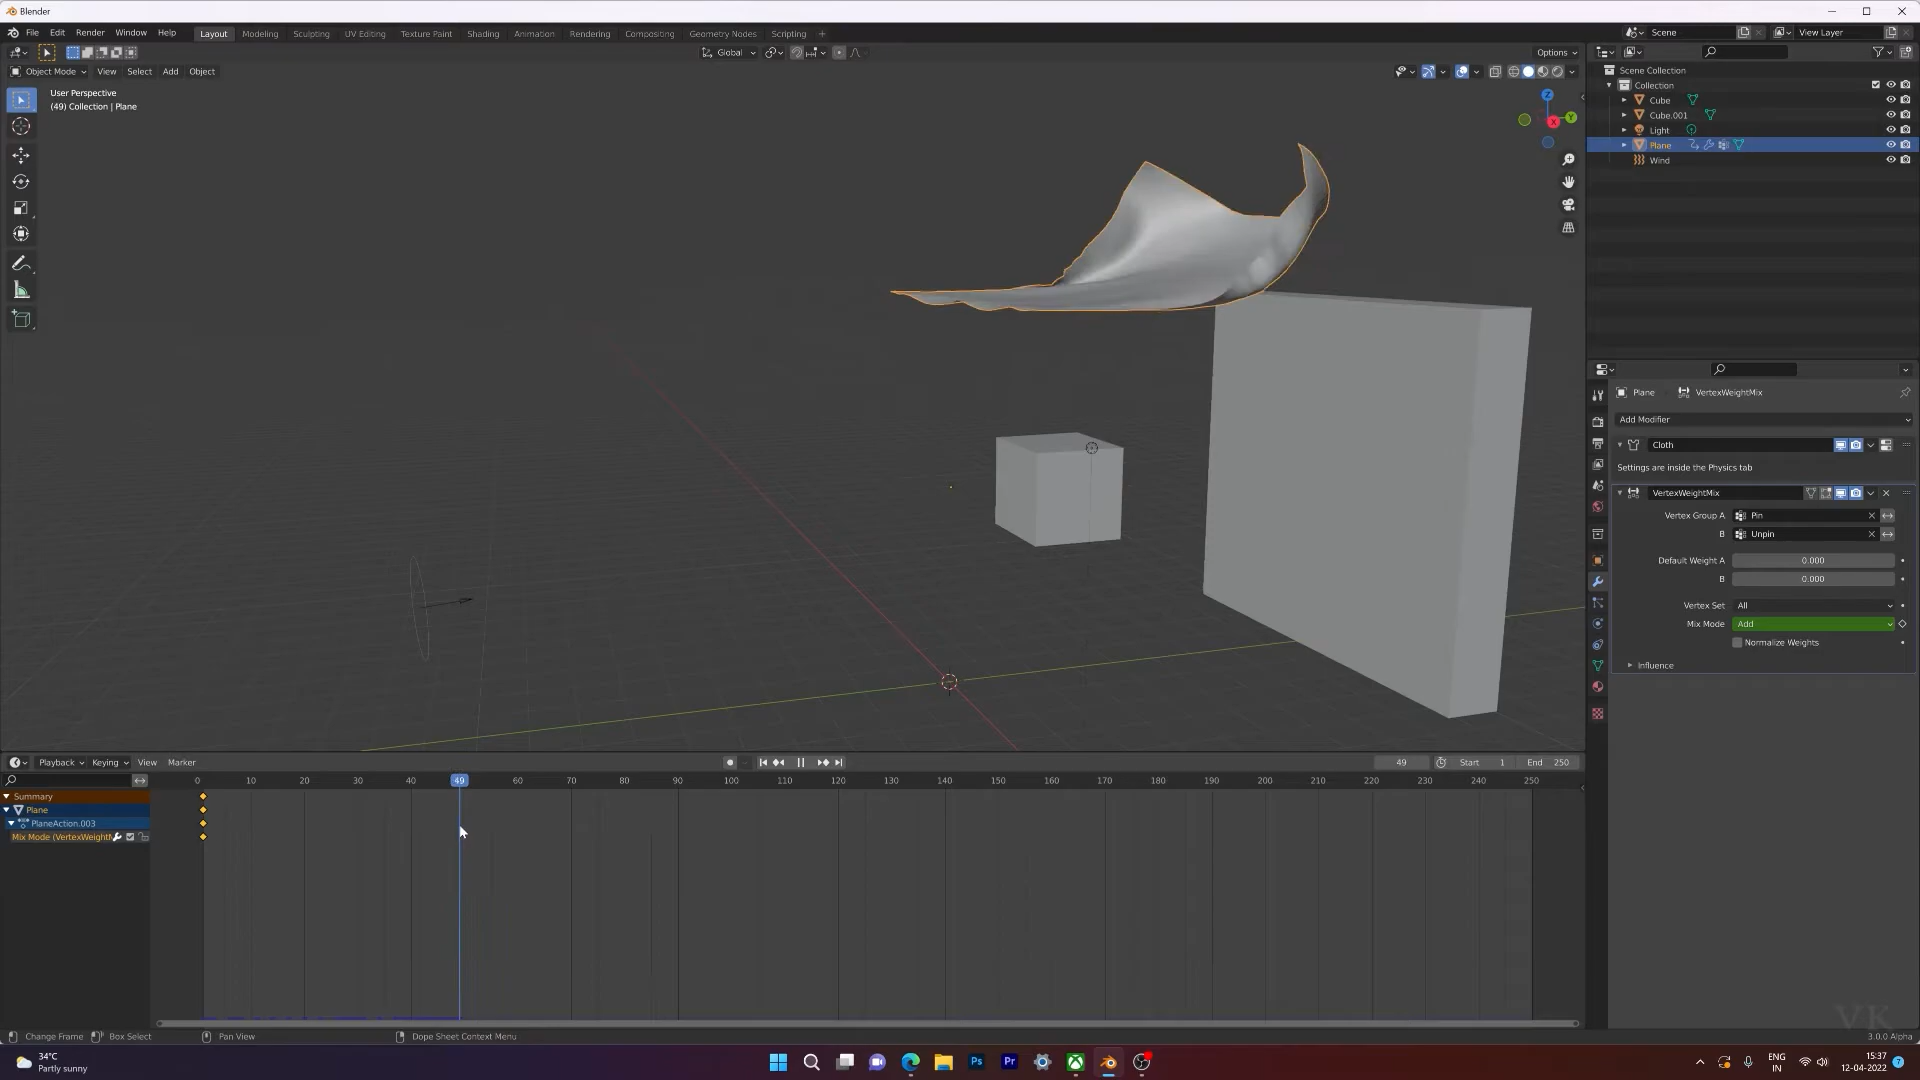 Blender
File Edit Render Window Help Layout Modeling Sculpting UV Editing Texture Paint Shading Animation Rendering Compositing Geometry Nodes Scripting + Scene View Layer
Global Options
Object Mode View Select Add Object
User Perspective
(49) Collection | Plane
Z
Y
X
Scene Collection
Collection
Cube
Cube.001
Light
Plane
Wind
Plane VertexWeightMix
Add Modifier
Cloth
Settings are inside the Physics tab
VertexWeightMix
Vertex Group A Pin
B Unpin
Default Weight A 0.000
B 0.000
Vertex Set All
Mix Mode Add
Normalize Weights
Influence
Playback Keying View Marker 49 Start 1 End 250
0 10 20 30 40 49 60 70 80 90 100 110 120 130 140 150 160 170 180 190 200 210 220 230 240 250
Summary
Plane
PlaneAction.003
Mix Mode (VertexWeightM
VK
Change Frame Box Select Pan View Dope Sheet Context Menu 3.0.0 Alpha
34°C
Partly sunny
Ps Pr
ENG
IN
15:37
12-04-2022
7